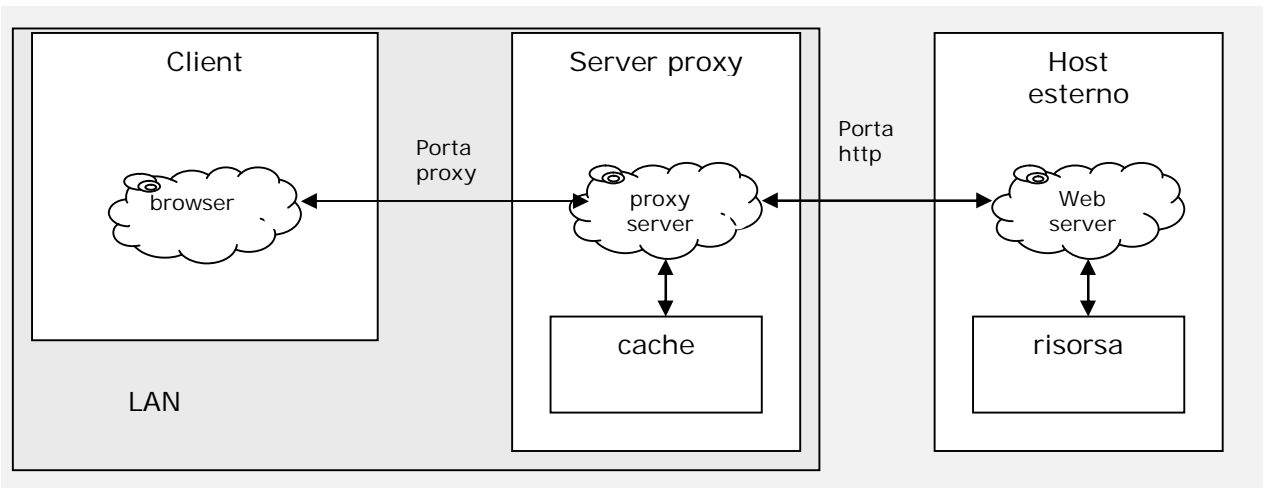 Client
Server proxy
Host
esterno
Porta
proxy
Porta
http
browser
proxy
server
Web
server
cache
risorsa
LAN